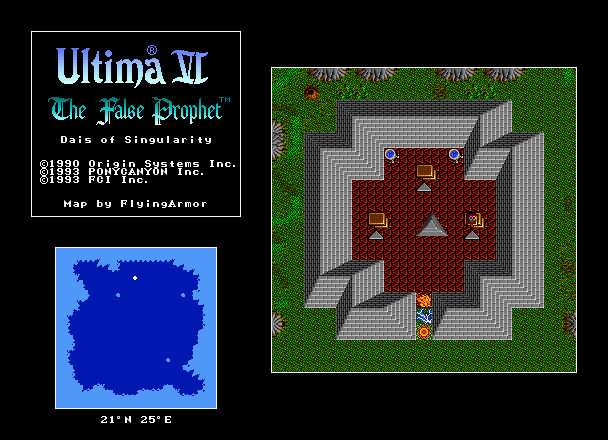 Ultima® VI
The False Prophet™
Dais of Singularity
©1990 Origin Systems Inc.
©1993 PONYCANYON Inc.
©1993 FCI Inc.
Map by FlyingArmor
21°N 25°E